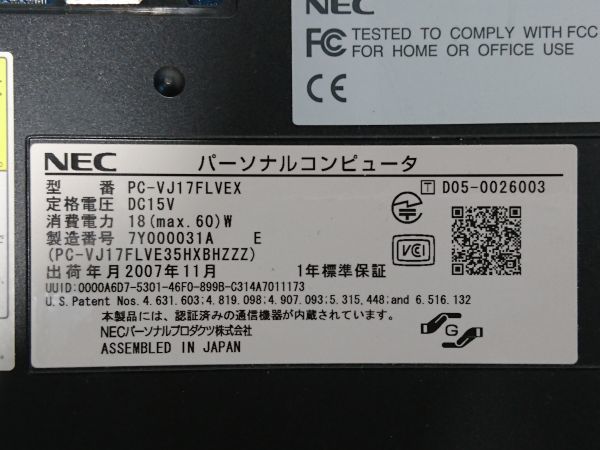 NEC
FC TESTED TO COMPLY WITH FCC
FOR HOME OR OFFICE USE
CE
NEC パーソナルコンピュータ
型番 PC-VJ17FLVEX
T D05-0026003
定格電圧 DC15V
消費電力 18(max.60)W
製造番号 7Y000031A E
(PC-VJ17FLVE35HXBHZZZ)
VCI
出荷年月2007年11月 1年標準保証
UUID:0000A6D7-5301-46F0-899B-C314A7011173
U.S.Patent Nos.4.631.603;4.819.098;4.907.093;5.315,448;and 6.516.132
本製品には、認証済みの通信機器が内蔵されています。
NECパーソナルプロダクツ株式会社
G
ASSEMBLED IN JAPAN